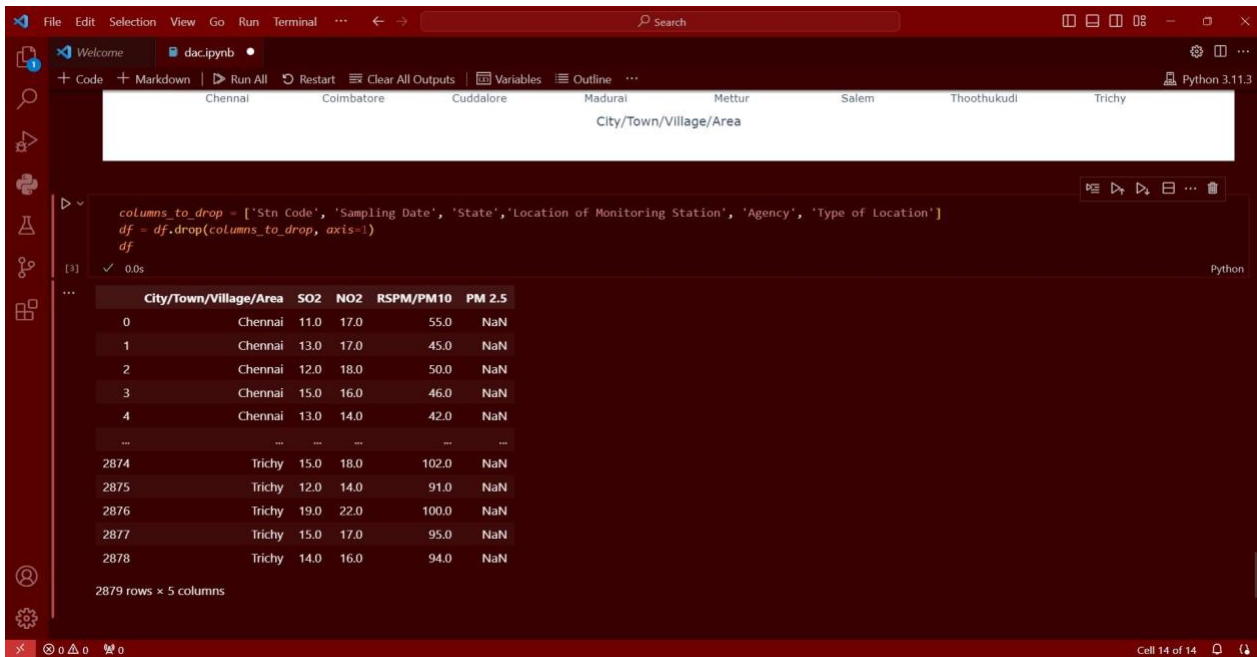 File Edit Selection View Go Run Terminal ··· ← → Search
Welcome dac.ipynb ●
+ Code + Markdown | Run All Restart Clear All Outputs | Variables Outline ··· Python 3.11.3
Chennai Coimbatore Cuddalore Madurai Mettur Salem Thoothukudi Trichy
City/Town/Village/Area
columns_to_drop = ['Stn Code', 'Sampling Date', 'State','Location of Monitoring Station', 'Agency', 'Type of Location']
df = df.drop(columns_to_drop, axis=1)
df
[3] ✓ 0.0s Python
... City/Town/Village/Area SO2 NO2 RSPM/PM10 PM 2.5
0 Chennai 11.0 17.0 55.0 NaN
1 Chennai 13.0 17.0 45.0 NaN
2 Chennai 12.0 18.0 50.0 NaN
3 Chennai 15.0 16.0 46.0 NaN
4 Chennai 13.0 14.0 42.0 NaN
... ... ... ... ... ...
2874 Trichy 15.0 18.0 102.0 NaN
2875 Trichy 12.0 14.0 91.0 NaN
2876 Trichy 19.0 22.0 100.0 NaN
2877 Trichy 15.0 17.0 95.0 NaN
2878 Trichy 14.0 16.0 94.0 NaN
2879 rows × 5 columns
0 0 0 Cell 14 of 14